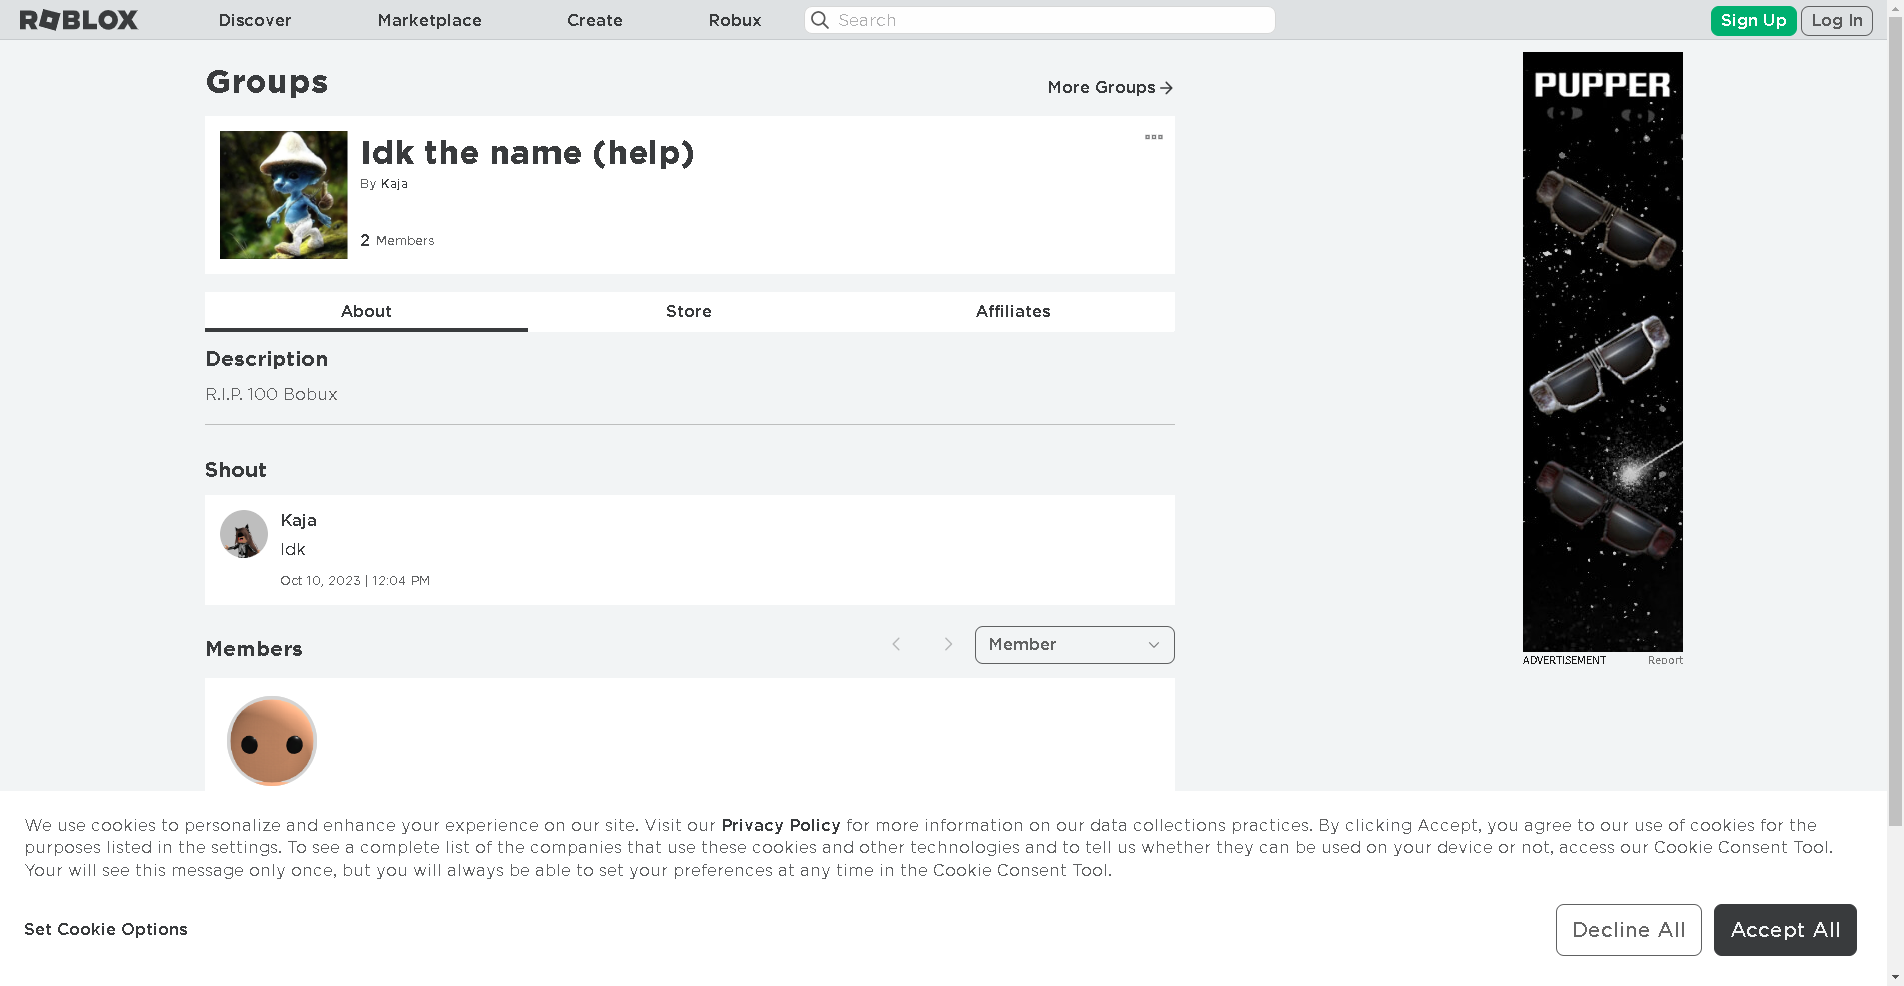 ROBLOX Discover Marketplace Create Robux Search Sign Up Log In
Groups
More Groups
Idk the name (help)
By Kaja
2 Members
About Store Affiliates
Description
R.I.P. 100 Bobux
Shout
Kaja
Idk
Oct 10, 2023 | 12:04 PM
Members
Member
PUPPER
ADVERTISEMENT Report
We use cookies to personalize and enhance your experience on our site. Visit our Privacy Policy for more information on our data collections practices. By clicking Accept, you agree to our use of cookies for the
purposes listed in the settings. To see a complete list of the companies that use these cookies and other technologies and to tell us whether they can be used on your device or not, access our Cookie Consent Tool.
Your will see this message only once, but you will always be able to set your preferences at any time in the Cookie Consent Tool.
Set Cookie Options
Decline All
Accept All